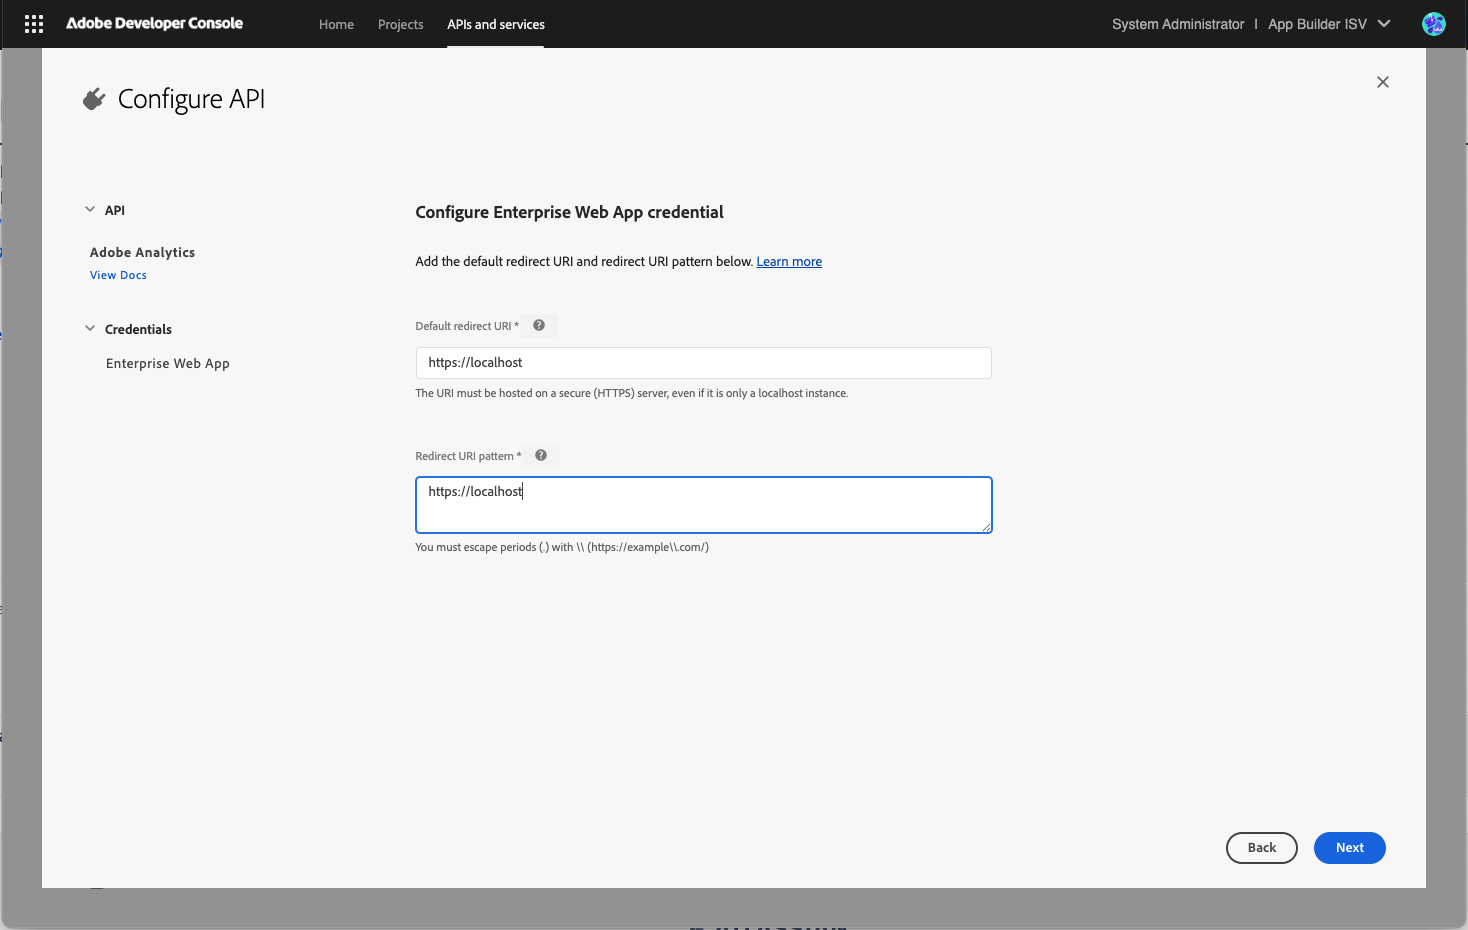 Adobe Developer Console
Home Projects APIs and services
System Administrator | App Builder ISV
Configure API
API
Adobe Analytics
View Docs
Credentials
Enterprise Web App
Configure Enterprise Web App credential
Add the default redirect URI and redirect URI pattern below. Learn more
Default redirect URI * ?
https://localhost
The URI must be hosted on a secure (HTTPS) server, even if it is only a localhost instance.
Redirect URI pattern * ?
https://localhost
You must escape periods (.) with \\ (https://example\\.com/)
Back Next